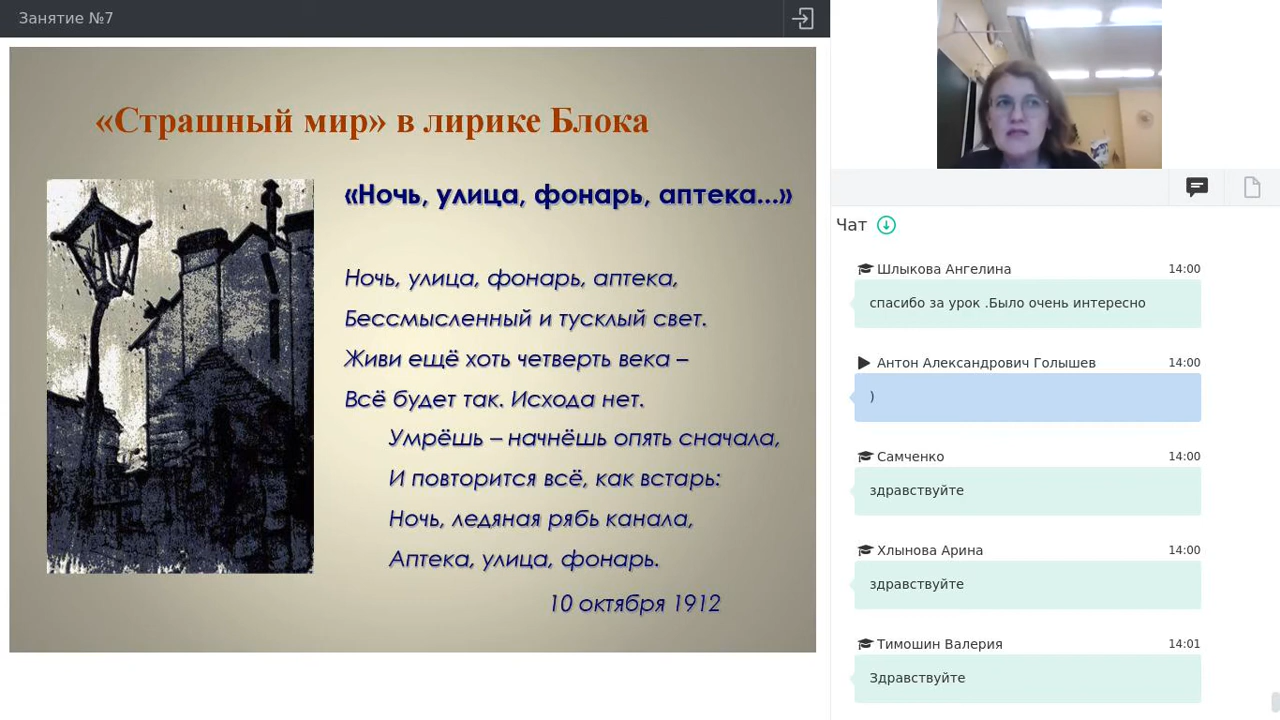 Занятие №7
«Страшный мир» в лирике Блока
«Ночь, улица, фонарь, аптека...»
Ночь, улица, фонарь, аптека,
Бессмысленный и тусклый свет.
Живи ещё хоть четверть века –
Всё будет так. Исхода нет.
Умрёшь – начнёшь опять сначала,
И повторится всё, как встарь:
Ночь, ледяная рябь канала,
Аптека, улица, фонарь.
10 октября 1912
Чат
Шлыкова Ангелина 14:00
спасибо за урок .Было очень интересно
Антон Александрович Голышев 14:00
)
Самченко 14:00
здравствуйте
Хлынова Арина 14:00
здравствуйте
Тимошин Валерия 14:01
Здравствуйте